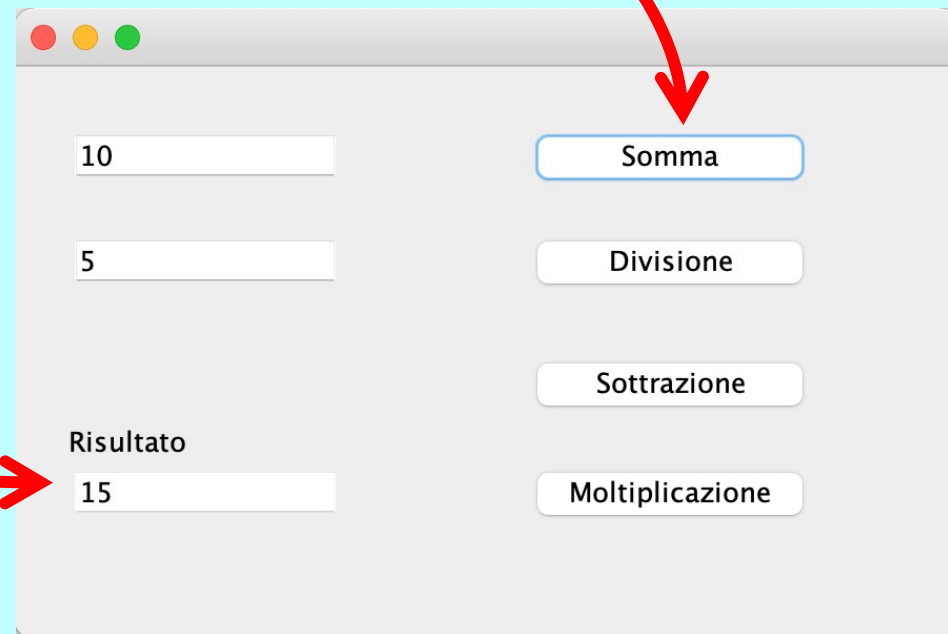 10
Somma
5
Divisione
Sottrazione
Risultato
15
Moltiplicazione